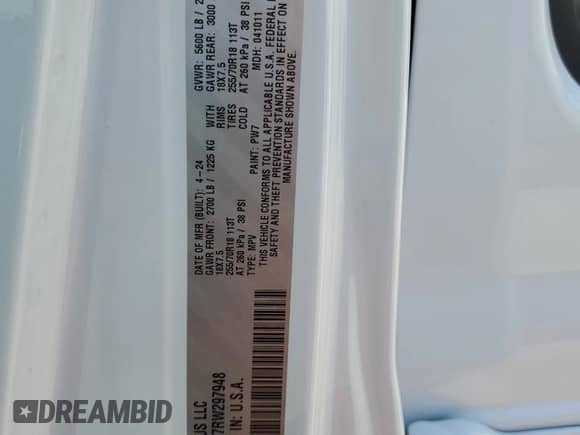 US LLC
7RW297948
IN: U.S.A.
DATE OF MFR (BUILT): 4-24
GVWR: 5600 LB
GAWR FRONT: 2700 LB / 1225 KG WITH
GAWR REAR: 3000
18X7.5 RIMS
18X7.5
255/70R18 113T TIRES
255/70R18 113T
AT 260 kPa / 38 PSI COLD
AT 260 kPa / 38 PSI
TYPE: MPV PAINT: PW7 MDH: 041011
THIS VEHICLE CONFORMS TO ALL APPLICABLE U.S.A. FEDERAL
SAFETY AND THEFT PREVENTION STANDARDS IN EFFECT ON
MANUFACTURE SHOWN ABOVE.
DREAMBID